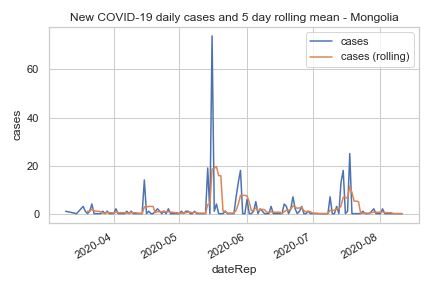 New COVID-19 daily cases and 5 day rolling mean - Mongolia
cases
cases (rolling)
cases
60
40
20
0
2020-04
2020-05
2020-06
2020-07
2020-08
dateRep